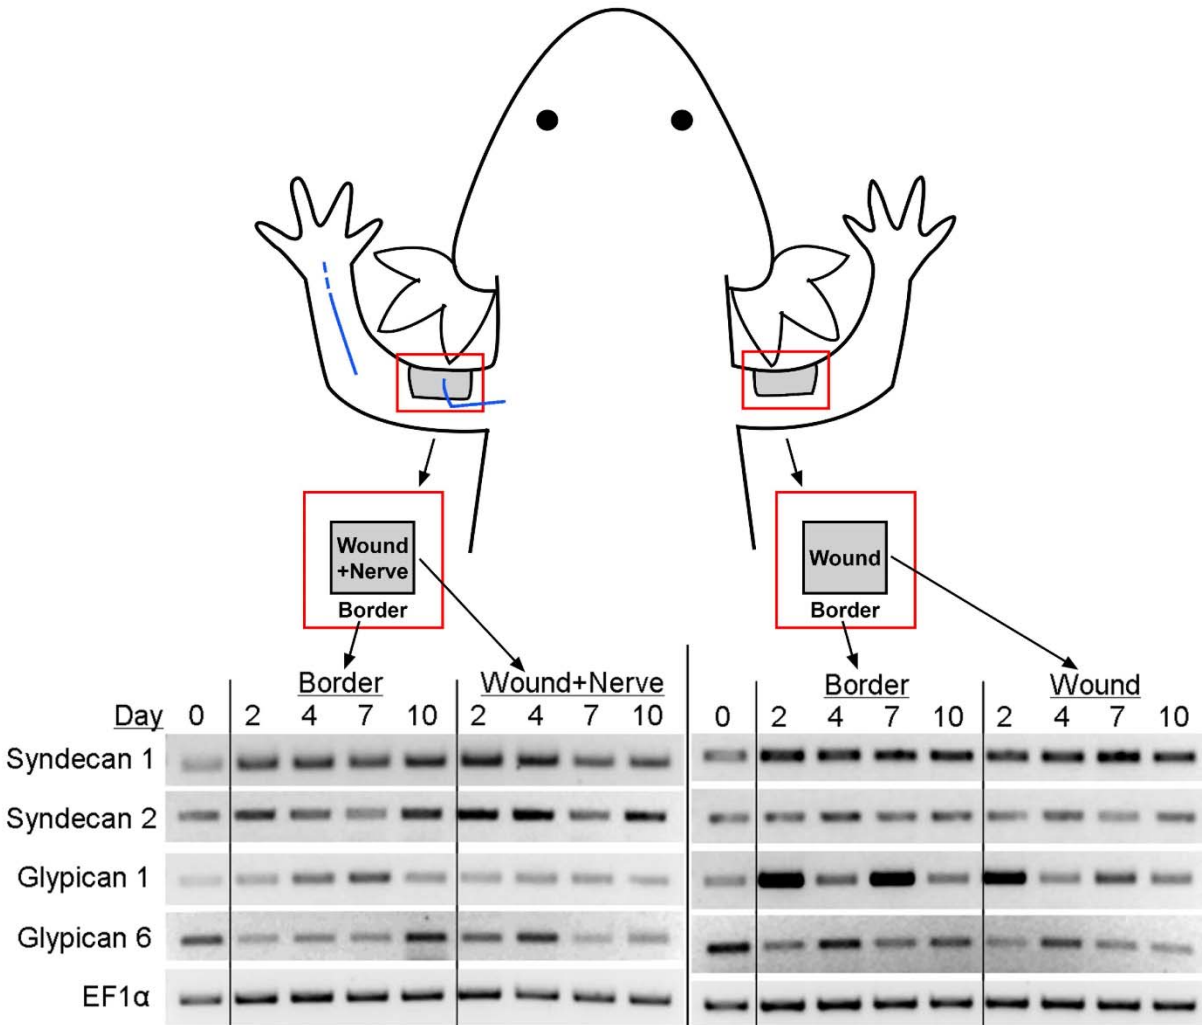 Wound
+Nerve
Border
Wound
Border
Border Wound+Nerve Border Wound
Day 0 2 4 7 10 2 4 7 10 0 2 4 7 10 2 4 7 10
Syndecan 1
Syndecan 2
Glypican 1
Glypican 6
EF1α